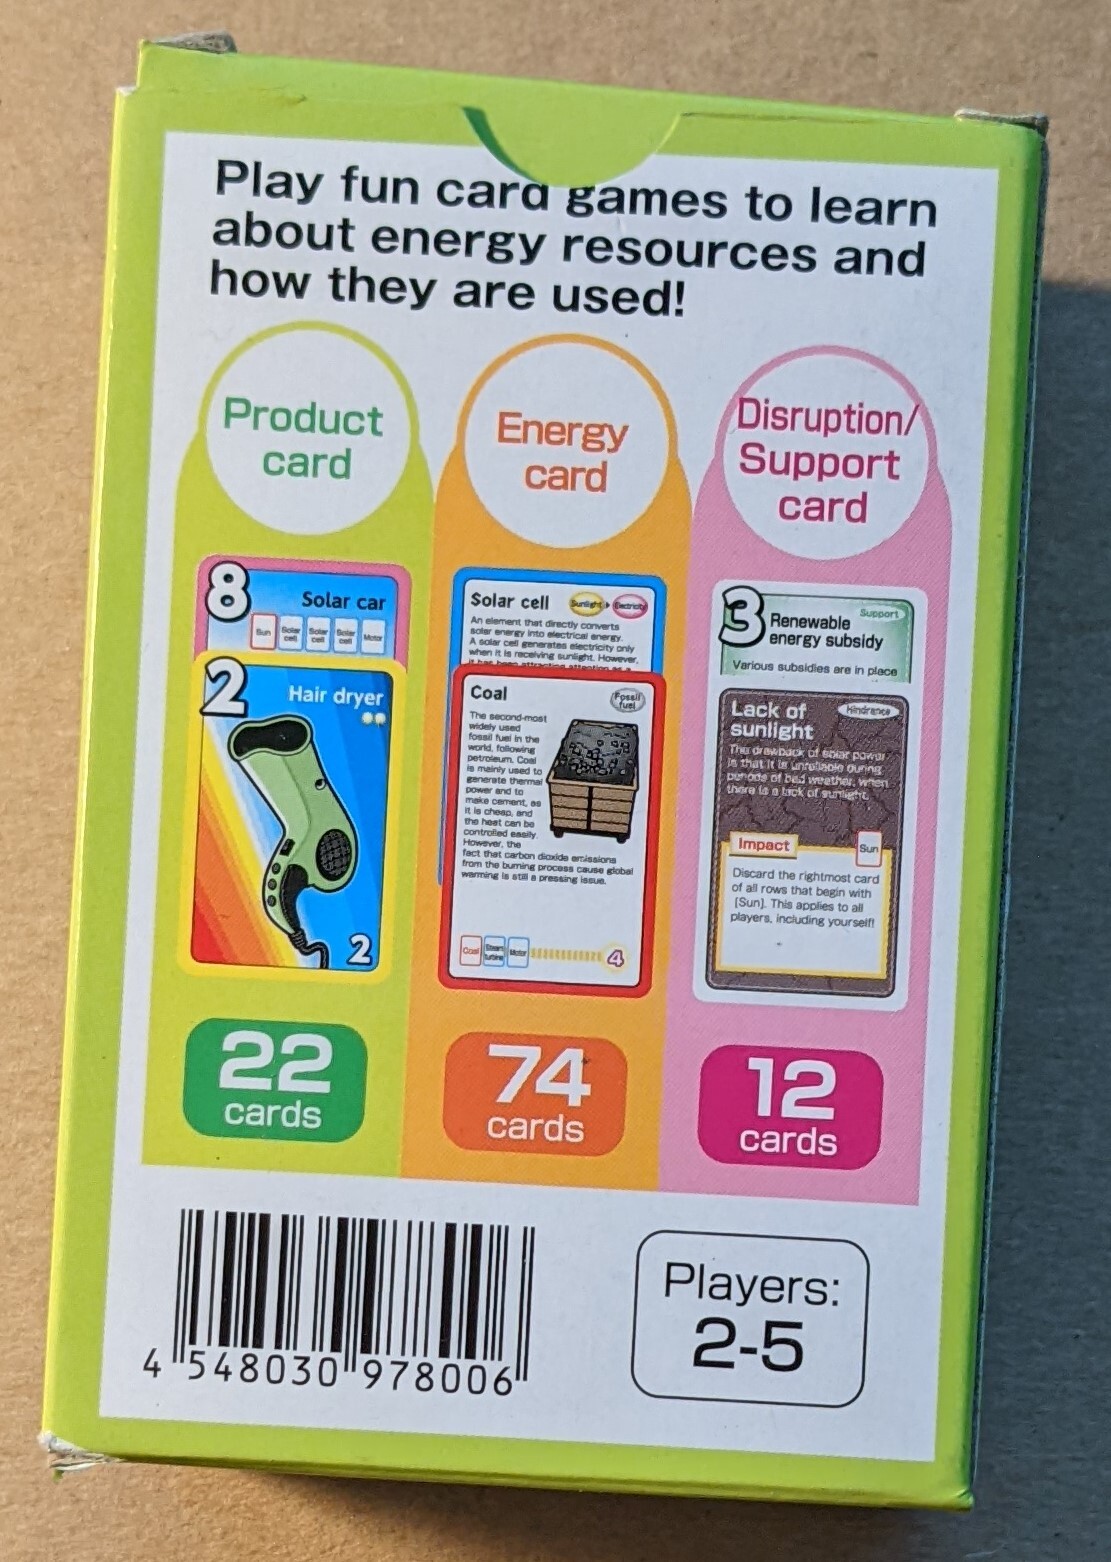 Play fun card games to learn
about energy resources and
how they are used!
Product
card
Energy
card
Disruption/
Support
card
8
Solar car
Sun
Solar
cell
Solar
cell
Solar
cell
Motor
2
Hair dryer
2
Solar cell
Sunlight
Electricity
An element that directly converts
solar energy into electrical energy.
A solar cell generates electricity only
when it is receiving sunlight. However,
it has been attracting attention as a
Coal
Fossil
fuel
The second-most
widely used
fossil fuel in the
world, following
petroleum. Coal
is mainly used to
generate thermal
power and to
make cement, as
it is cheap, and
the heat can be
controlled easily.
However, the
fact that carbon dioxide emissions
from the burning process cause global
warming is still a pressing issue.
Coal
Steam
turbine
Motor
4
3
Renewable
energy subsidy
Support
Various subsidies are in place
Lack of
sunlight
Hindrance
The drawback of solar power
is that it is unreliable during
periods of bad weather, when
there is a lack of sunlight.
Impact
Sun
Discard the rightmost card
of all rows that begin with
[Sun]. This applies to all
players, including yourself!
22
cards
74
cards
12
cards
4 548030 978006
Players:
2-5